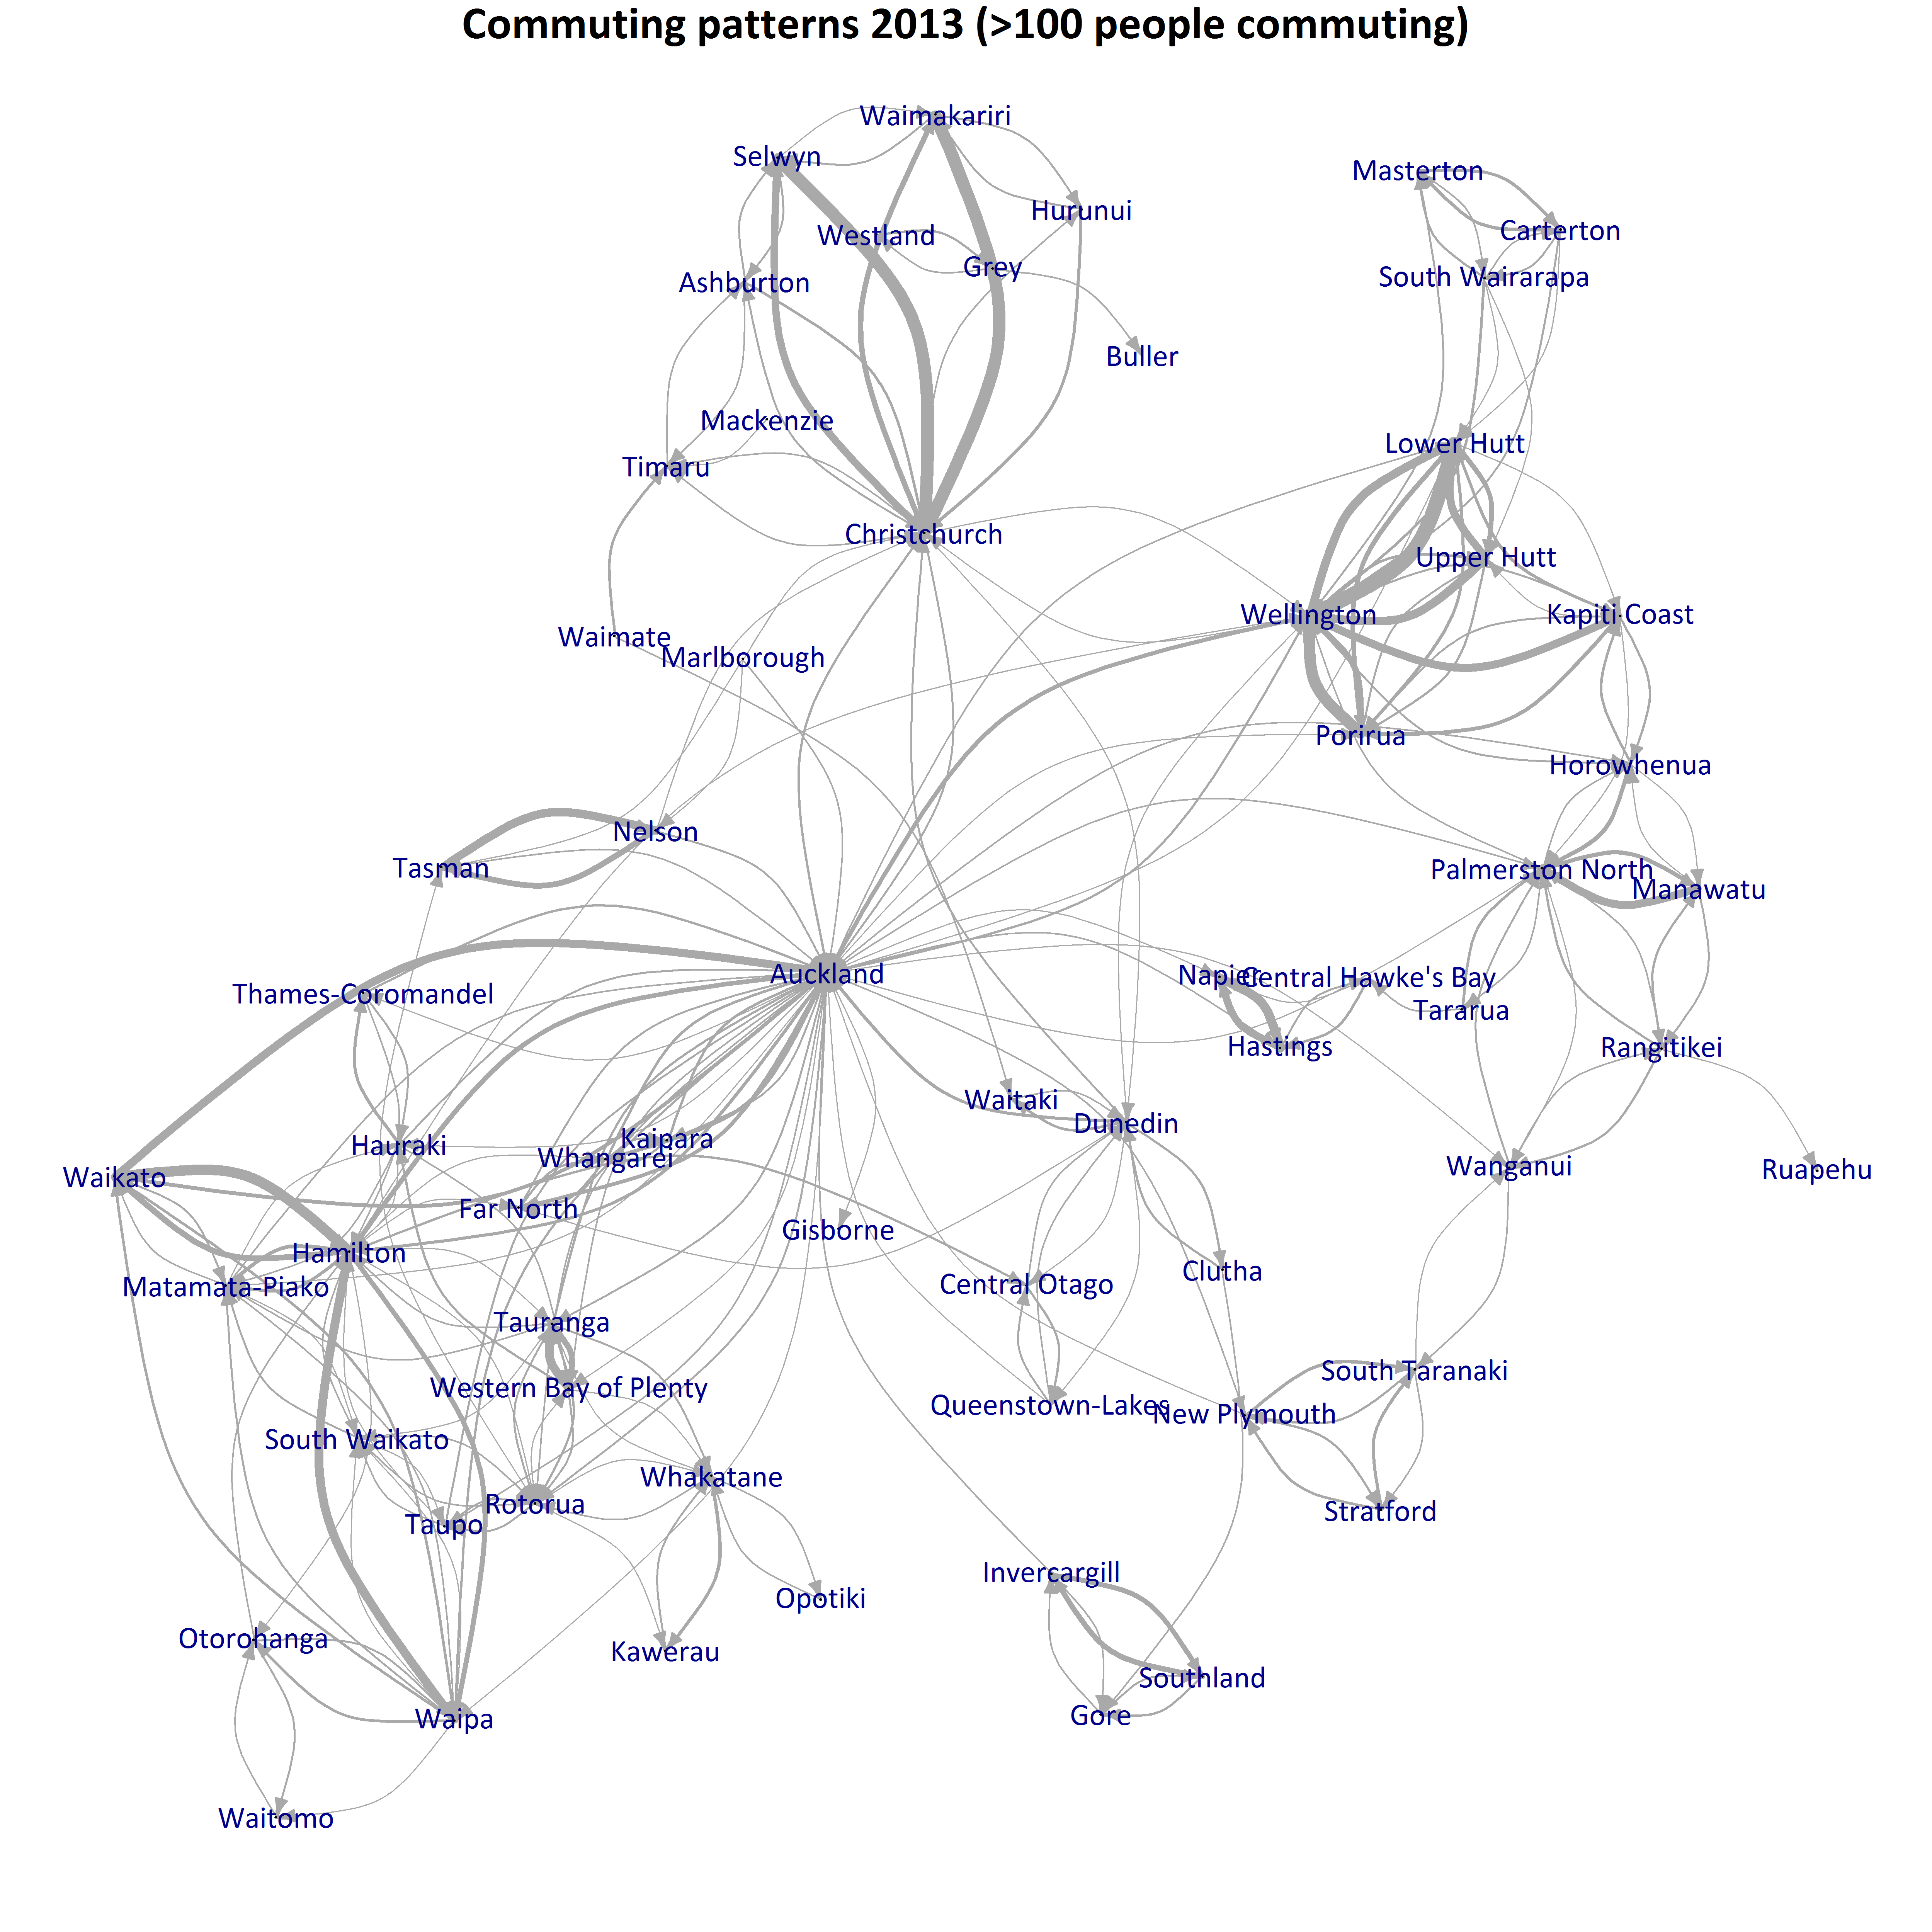 Commuting patterns 2013 (>100 people commuting)
Waimakariri
Selwyn
Masterton
Hurunui
Carterton
Westland
Grey
South Wairarapa
Ashburton
Buller
Mackenzie
Lower Hutt
Timaru
Christchurch
Upper Hutt
Wellington
Kapiti Coast
Waimate
Marlborough
Porirua
Horowhenua
Nelson
Tasman
Palmerston North
Manawatu
Auckland
Napier
Central Hawke's Bay
Thames-Coromandel
Tararua
Hastings
Rangitikei
Waitaki
Dunedin
Kaipara
Hauraki
Whangarei
Wanganui
Ruapehu
Waikato
Far North
Gisborne
Hamilton
Clutha
Matamata-Piako
Central Otago
Tauranga
South Taranaki
Western Bay of Plenty
Queenstown-Lakes
New Plymouth
South Waikato
Whakatane
Rotorua
Stratford
Taupo
Invercargill
Opotiki
Otorohanga
Kawerau
Southland
Gore
Waipa
Waitomo